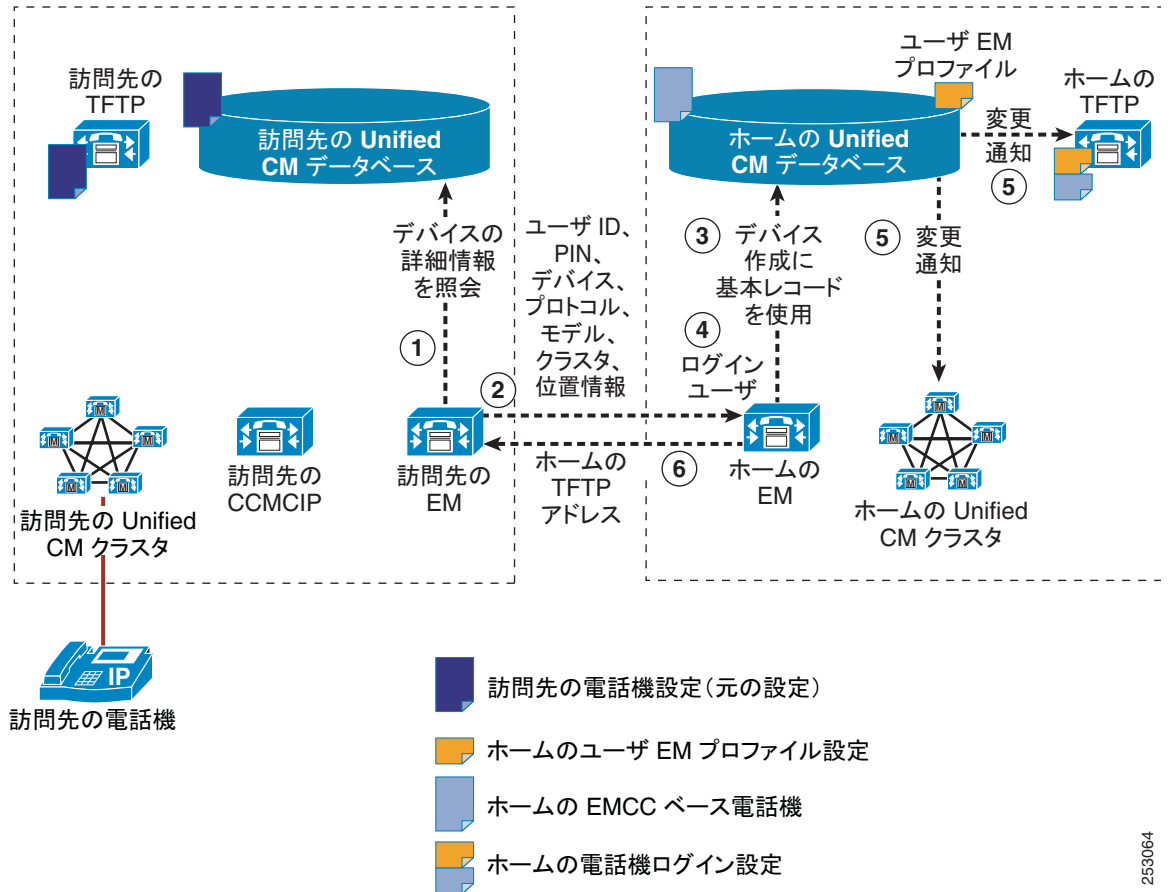 訪問先の
TFTP
訪問先の Unified
CM データベース
デバイスの
詳細情報
を照会
1
訪問先の Unified
CM クラスタ
訪問先の
CCMCIP
訪問先の
EM
IP
訪問先の電話機
ユーザ ID、
PIN、
デバイス、
プロトコル、
モデル、
クラスタ、
位置情報
2
ホームの
TFTP
アドレス
6
ユーザ EM
プロファイル
ホームの Unified
CM データベース
ホームの
TFTP
変更
通知
5
3
デバイス
作成に
基本レコード
を使用
4
ログイン
ユーザ
5
変更
通知
ホームの
EM
ホームの Unified
CM クラスタ
M
M
M
M
M
M
M
M
M
M
訪問先の電話機設定（元の設定）
ホームのユーザ EM プロファイル設定
ホームの EMCC ベース電話機
ホームの電話機ログイン設定
253064